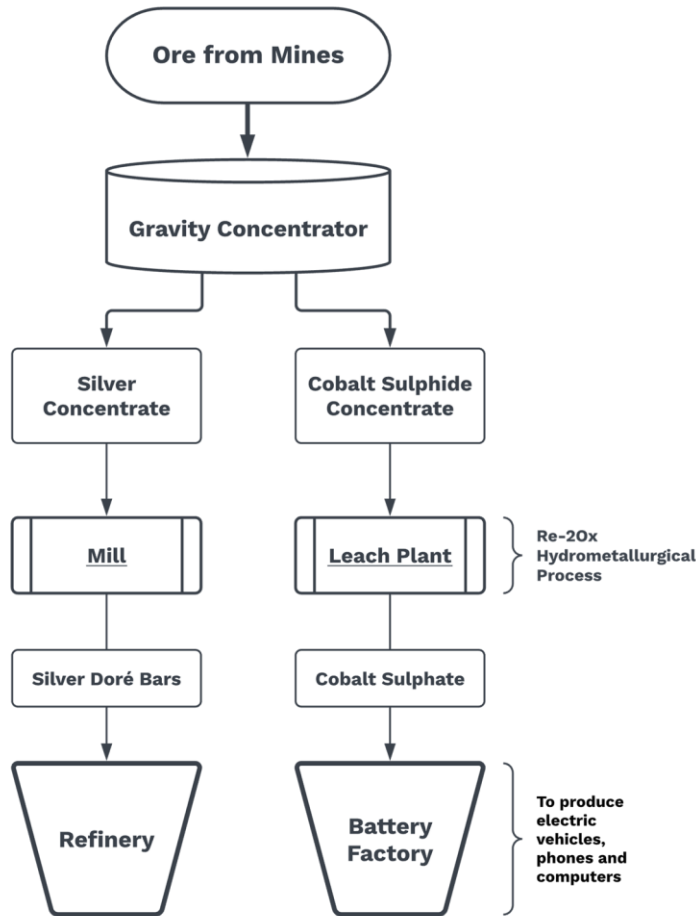 Ore from Mines
Gravity Concentrator
Silver
Concentrate
Cobalt Sulphide
Concentrate
Mill
Leach Plant
Re-2Ox
Hydrometallurgical
Process
Silver Doré Bars
Cobalt Sulphate
Refinery
Battery
Factory
To produce
electric
vehicles,
phones and
computers